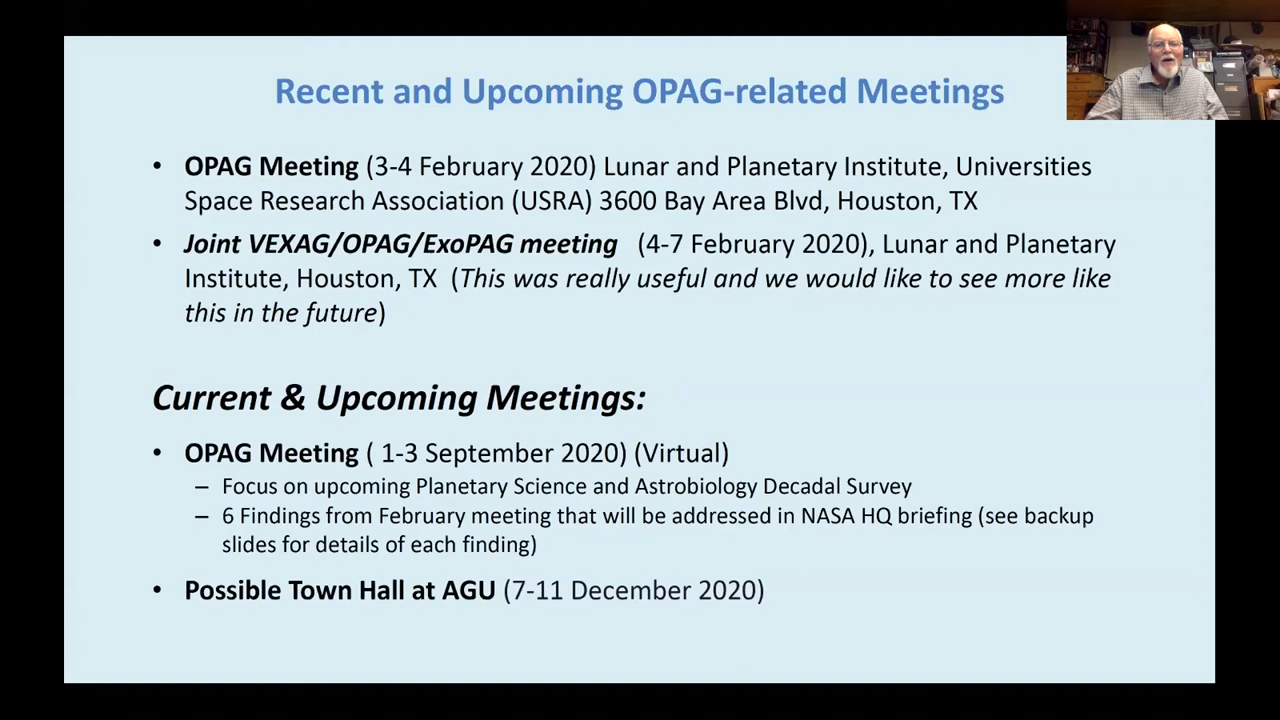 Recent and Upcoming OPAG-related Meetings
• OPAG Meeting (3-4 February 2020) Lunar and Planetary Institute, Universities
Space Research Association (USRA) 3600 Bay Area Blvd, Houston, TX
• Joint VEXAG/OPAG/ExoPAG meeting (4-7 February 2020), Lunar and Planetary
Institute, Houston, TX (This was really useful and we would like to see more like
this in the future)
Current & Upcoming Meetings:
• OPAG Meeting ( 1-3 September 2020) (Virtual)
– Focus on upcoming Planetary Science and Astrobiology Decadal Survey
– 6 Findings from February meeting that will be addressed in NASA HQ briefing (see backup
slides for details of each finding)
• Possible Town Hall at AGU (7-11 December 2020)